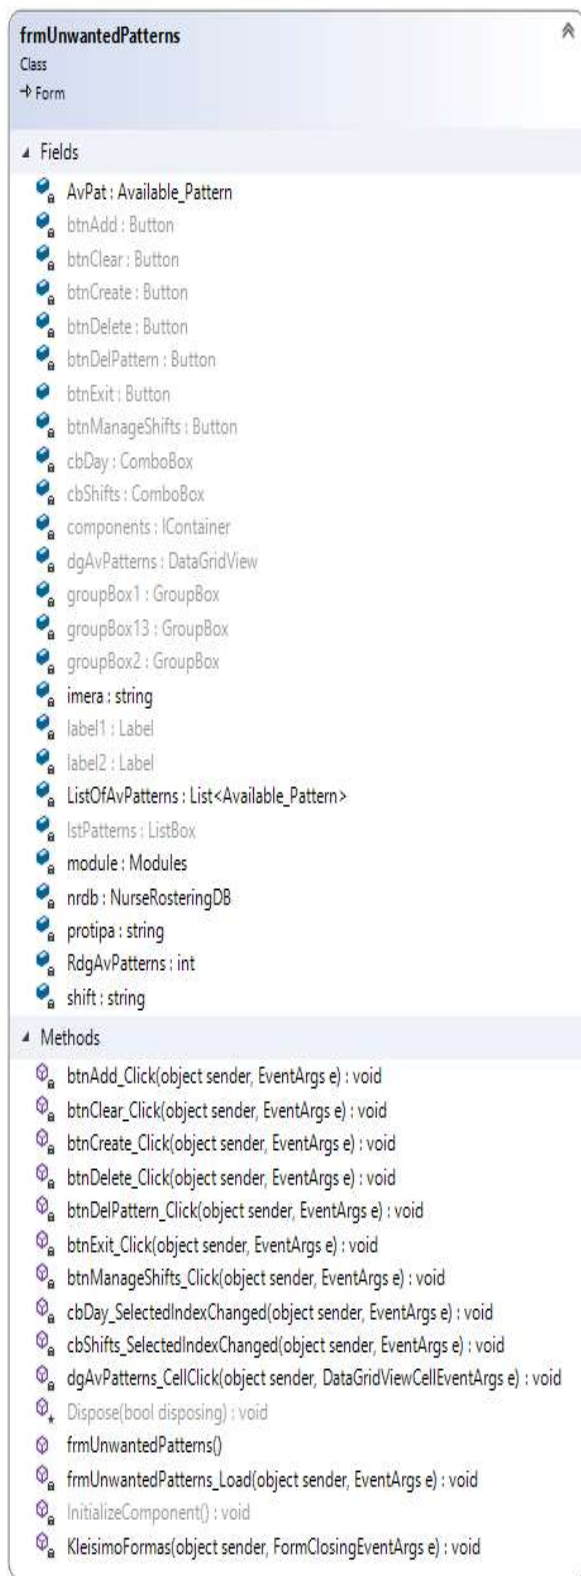 frmUnwantedPatterns
Class
Form
Fields
AvPat : Available_Pattern
btnAdd : Button
btnClear : Button
btnCreate : Button
btnDelete : Button
btnDelPattern : Button
btnExit : Button
btnManageShifts : Button
cbDay : ComboBox
cbShifts : ComboBox
components : IContainer
dgAvPatterns : DataGridView
groupBox1 : GroupBox
groupBox13 : GroupBox
groupBox2 : GroupBox
imera : string
label1 : Label
label2 : Label
ListOfAvPatterns : List<Available_Pattern>
lstPatterns : ListBox
module : Modules
nrdb : NurseRosteringDB
protipa : string
RdgAvPatterns : int
shift : string
Methods
btnAdd_Click(object sender, EventArgs e) : void
btnClear_Click(object sender, EventArgs e) : void
btnCreate_Click(object sender, EventArgs e) : void
btnDelete_Click(object sender, EventArgs e) : void
btnDelPattern_Click(object sender, EventArgs e) : void
btnExit_Click(object sender, EventArgs e) : void
btnManageShifts_Click(object sender, EventArgs e) : void
cbDay_SelectedIndexChanged(object sender, EventArgs e) : void
cbShifts_SelectedIndexChanged(object sender, EventArgs e) : void
dgAvPatterns_CellClick(object sender, DataGridViewCellEventArgs e) : void
Dispose(bool disposing) : void
frmUnwantedPatterns()
frmUnwantedPatterns_Load(object sender, EventArgs e) : void
InitializeComponent() : void
KleisimoFormas(object sender, FormClosingEventArgs e) : void